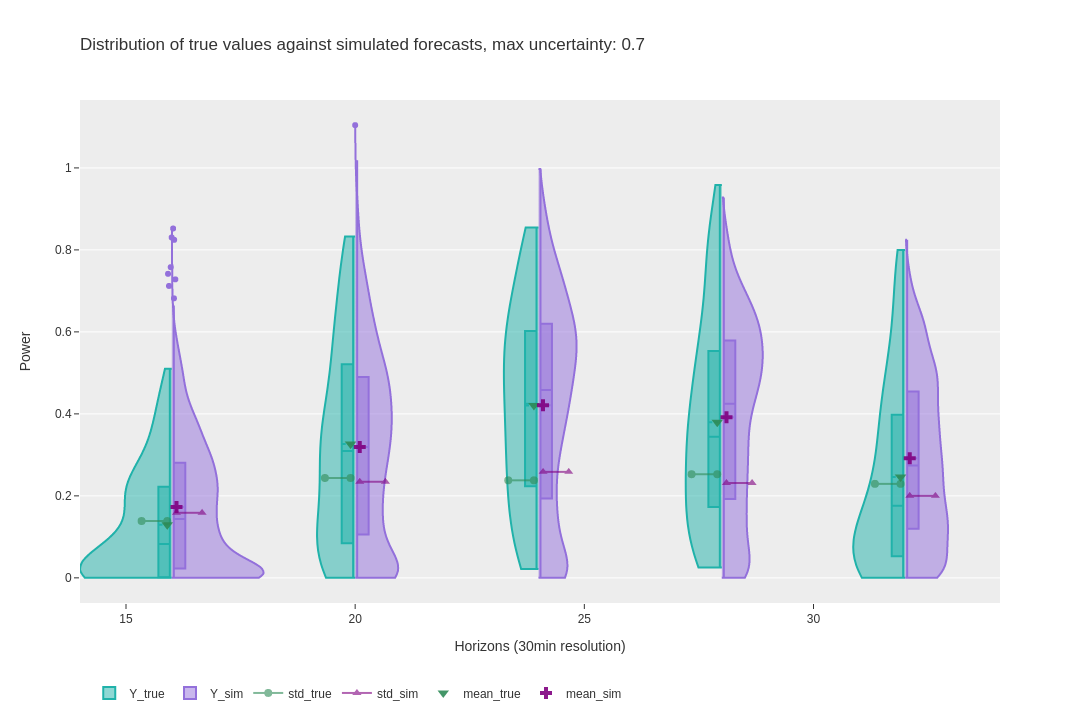 Distribution of true values against simulated forecasts, max uncertainty: 0.7
1
0.8
0.6
0.4
0.2
0
Power
15 20 25 30
Horizons (30min resolution)
Y_true Y_sim std_true std_sim mean_true mean_sim